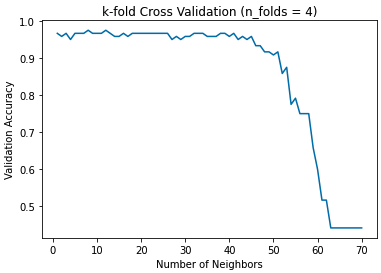 k-fold Cross Validation (n_folds = 4)
1.0
0.9
0.8
0.7
0.6
0.5
Validation Accuracy
0 10 20 30 40 50 60 70
Number of Neighbors